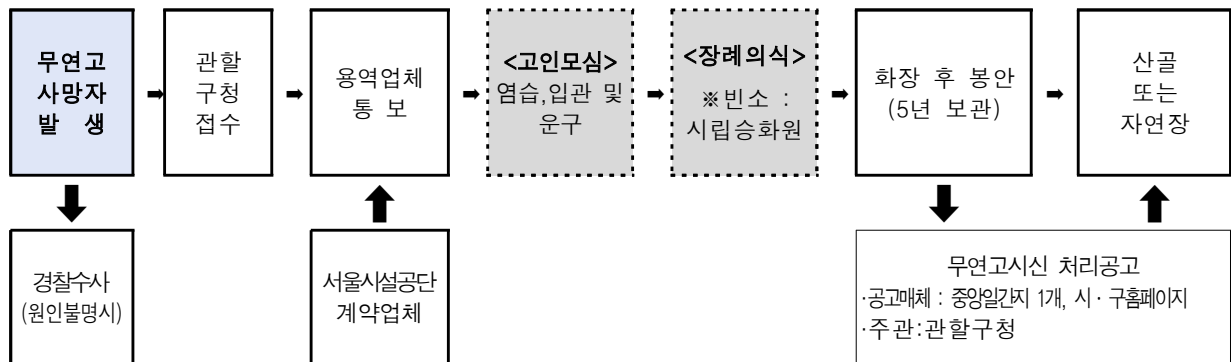 무연고
사망자
발 생
➡
관할
구청
접수
➡
용역업체
통 보
➡
<고인모심>
염습,입관 및
운구
➡
<장례의식>
※빈소 :
시립승화원
➡
화장 후 봉안
(5년 보관)
➡
산골
또는
자연장
경찰수사
(원인불명시)
서울시설공단
계약업체
무연고시신 처리공고
·공고매체 : 중앙일간지 1개, 시· 구홈페이지
·주관:관할구청